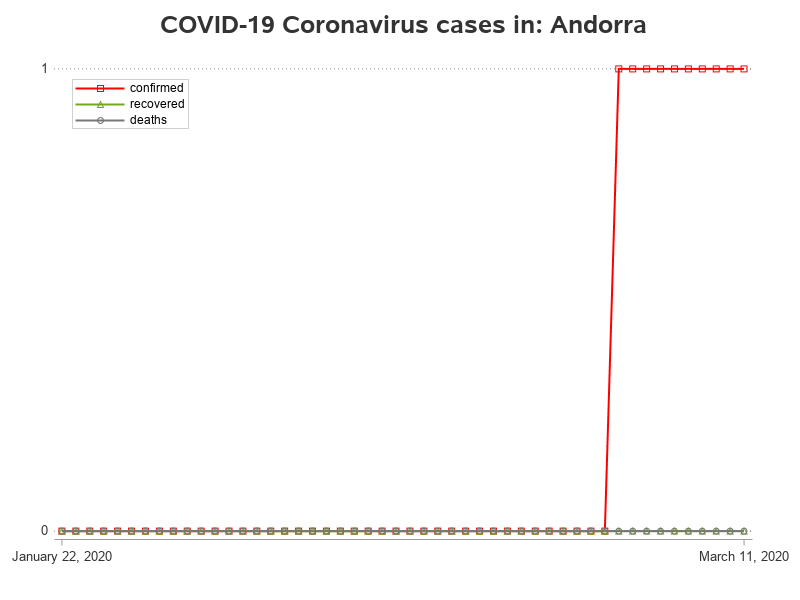 COVID-19 Coronavirus cases in: Andorra
1
confirmed
recovered
deaths
0
January 22, 2020
March 11, 2020